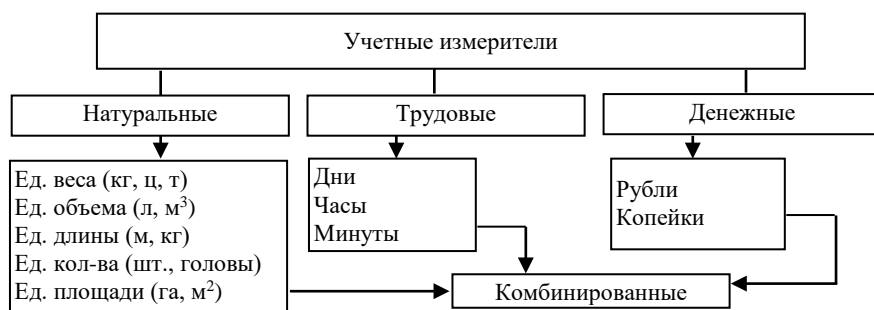 Учетные измерители
Натуральные
Трудовые
Денежные
Ед. веса (кг, ц, т)
Ед. объема (л, м³)
Ед. длины (м, кг)
Ед. кол-ва (шт., головы)
Ед. площади (га, м²)
Дни
Часы
Минуты
Рубли
Копейки
Комбинированные